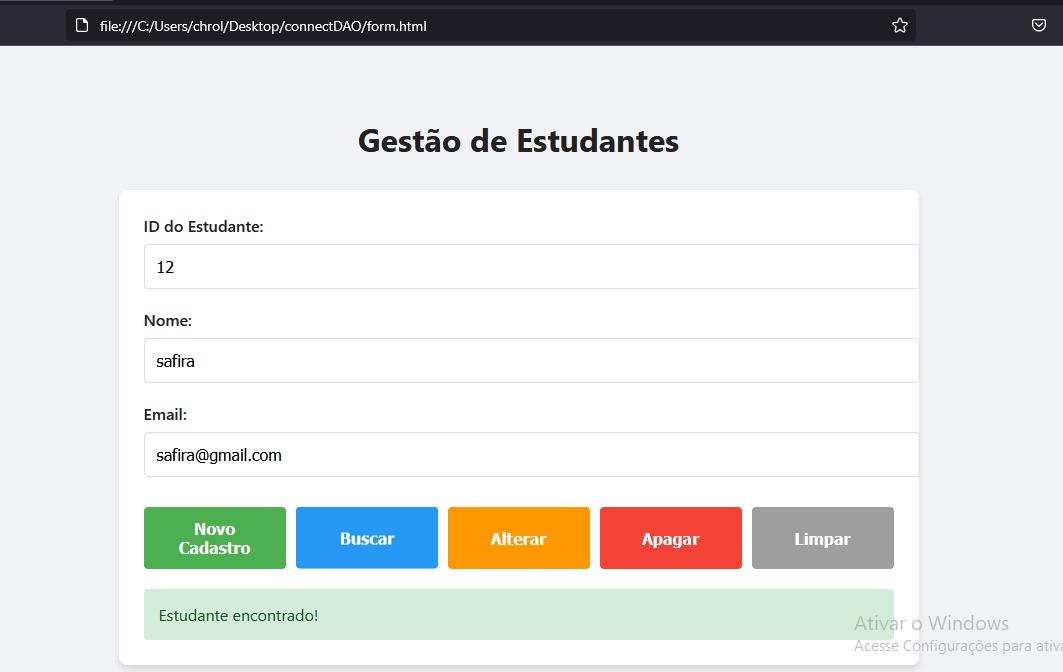 file:///C:/Users/chrol/Desktop/connectDAO/form.html
Gestão de Estudantes
ID do Estudante:
12
Nome:
safira
Email:
safira@gmail.com
Novo
Cadastro
Buscar
Alterar
Apagar
Limpar
Estudante encontrado!
Ativar o Windows
Acesse Configurações para